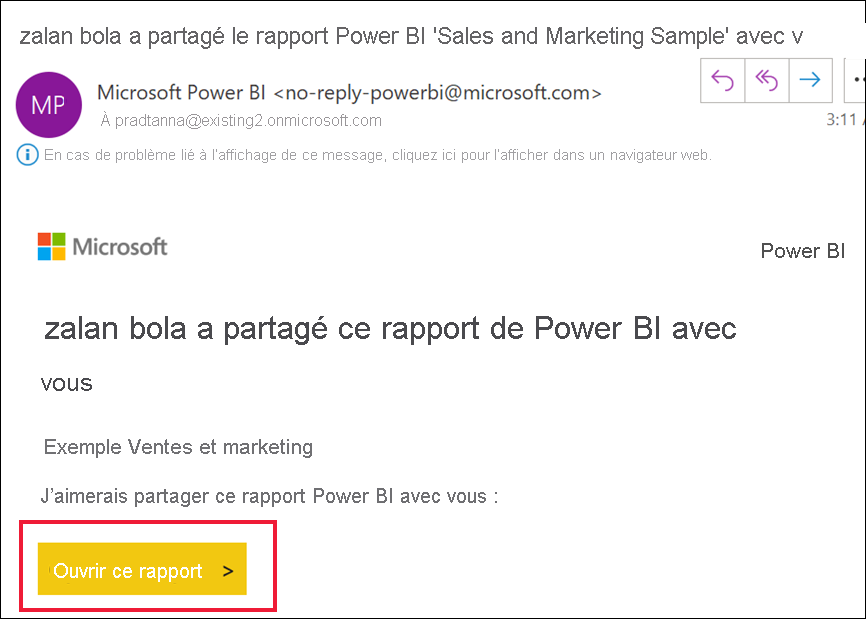 zalan bola a partagé le rapport Power BI 'Sales and Marketing Sample' avec v
MP
Microsoft Power BI <no-reply-powerbi@microsoft.com>
À pradtanna@existing2.onmicrosoft.com
3:11
En cas de problème lié à l'affichage de ce message, cliquez ici pour l'afficher dans un navigateur web.
Microsoft
Power BI
zalan bola a partagé ce rapport de Power BI avec
vous
Exemple Ventes et marketing
J’aimerais partager ce rapport Power BI avec vous :
Ouvrir ce rapport >